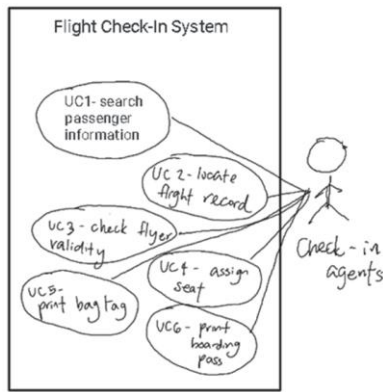 Flight Check-In System
UC1- search
passenger
information
UC 2 - locate
flight record
UC3 - check flyer
validity
UC4 - assign
seat
UC5-
print bag tag
UC6 - print
boarding
pass
Check-in
agents